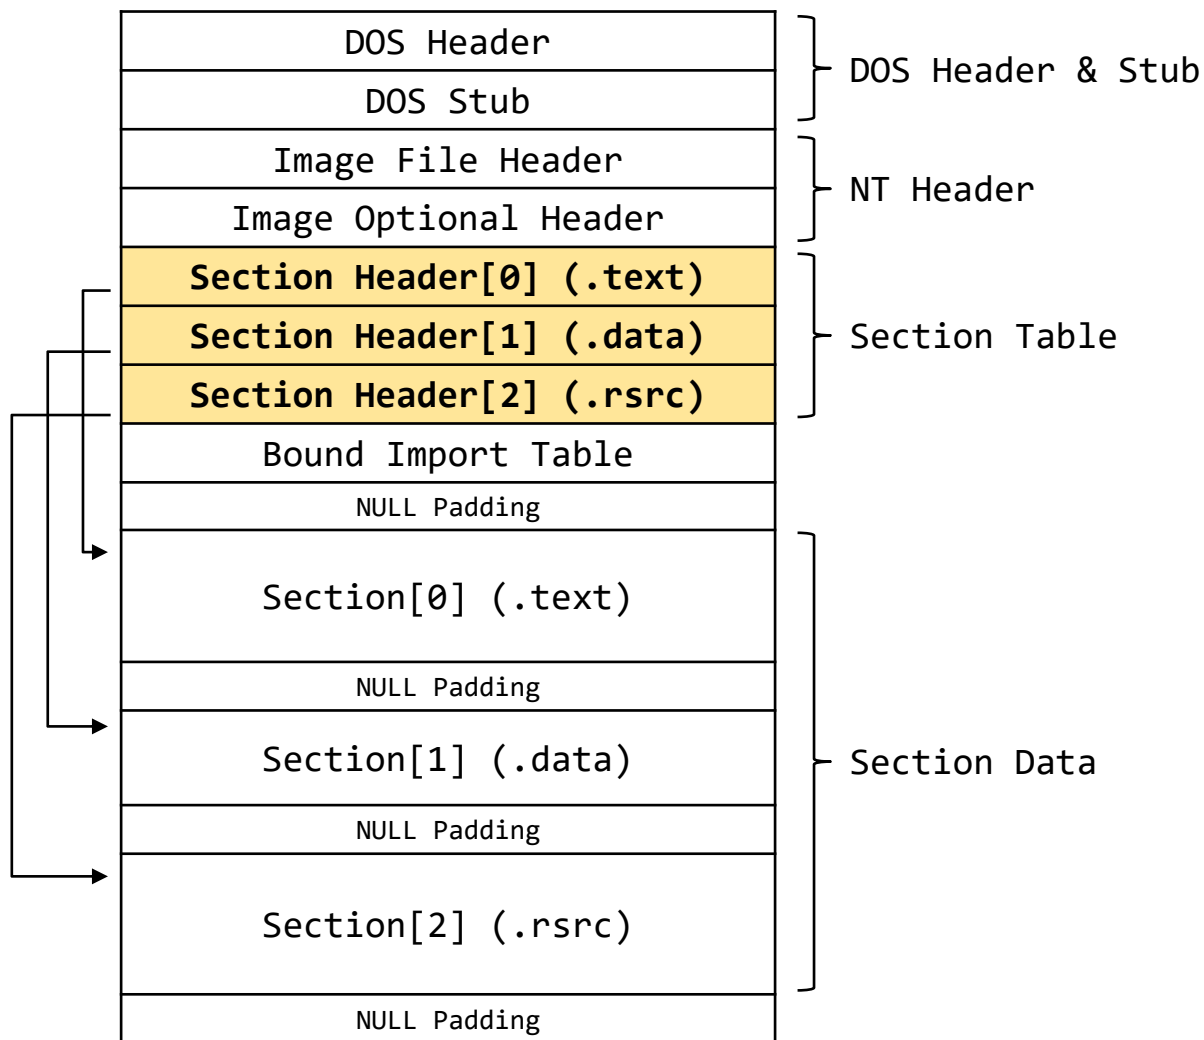 DOS Header
DOS Stub
DOS Header & Stub
Image File Header
Image Optional Header
NT Header
Section Header[0] (.text)
Section Header[1] (.data)
Section Header[2] (.rsrc)
Section Table
Bound Import Table
NULL Padding
Section[0] (.text)
NULL Padding
Section[1] (.data)
NULL Padding
Section[2] (.rsrc)
Section Data
NULL Padding